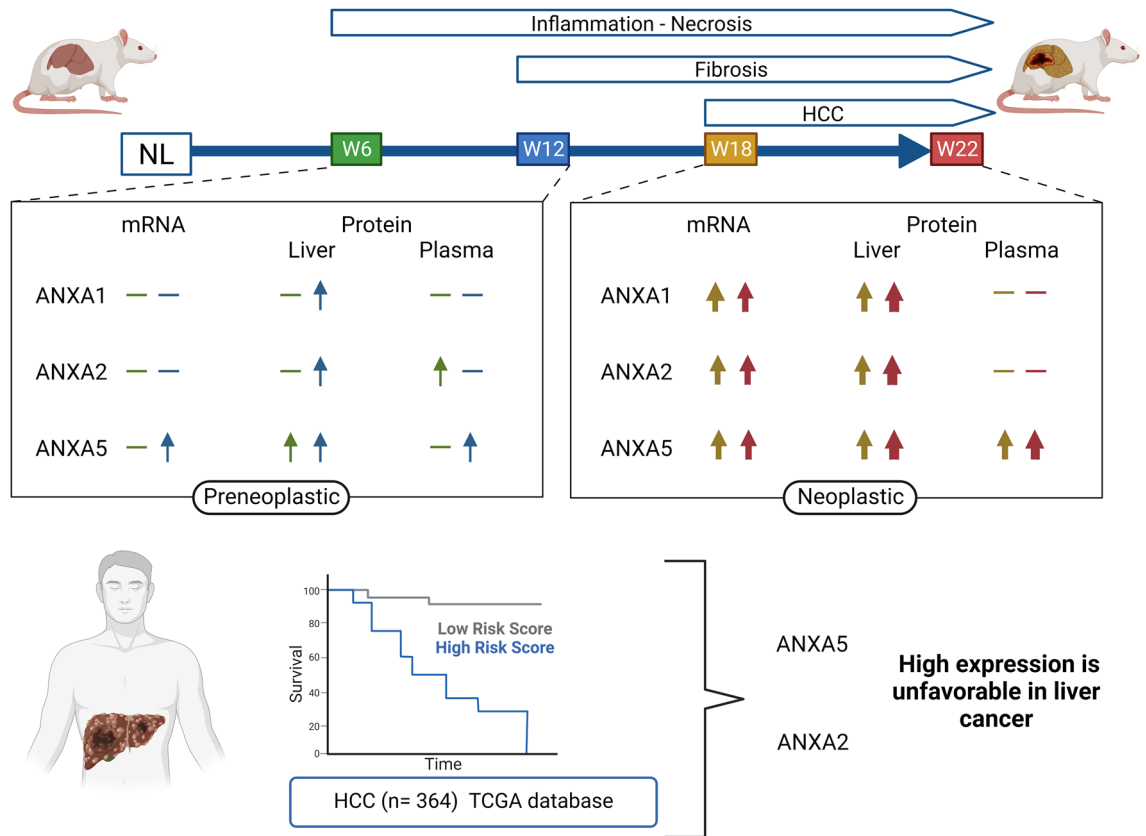 Inflammation - Necrosis
Fibrosis
HCC
NL
W6
W12
W18
W22
mRNA Protein
Liver Plasma
ANXA1
ANXA2
ANXA5
Preneoplastic
mRNA Protein
Liver Plasma
ANXA1
ANXA2
ANXA5
Neoplastic
Survival
100
80
60
40
20
0
Low Risk Score
High Risk Score
Time
HCC (n= 364) TCGA database
ANXA5
ANXA2
High expression is
unfavorable in liver
cancer